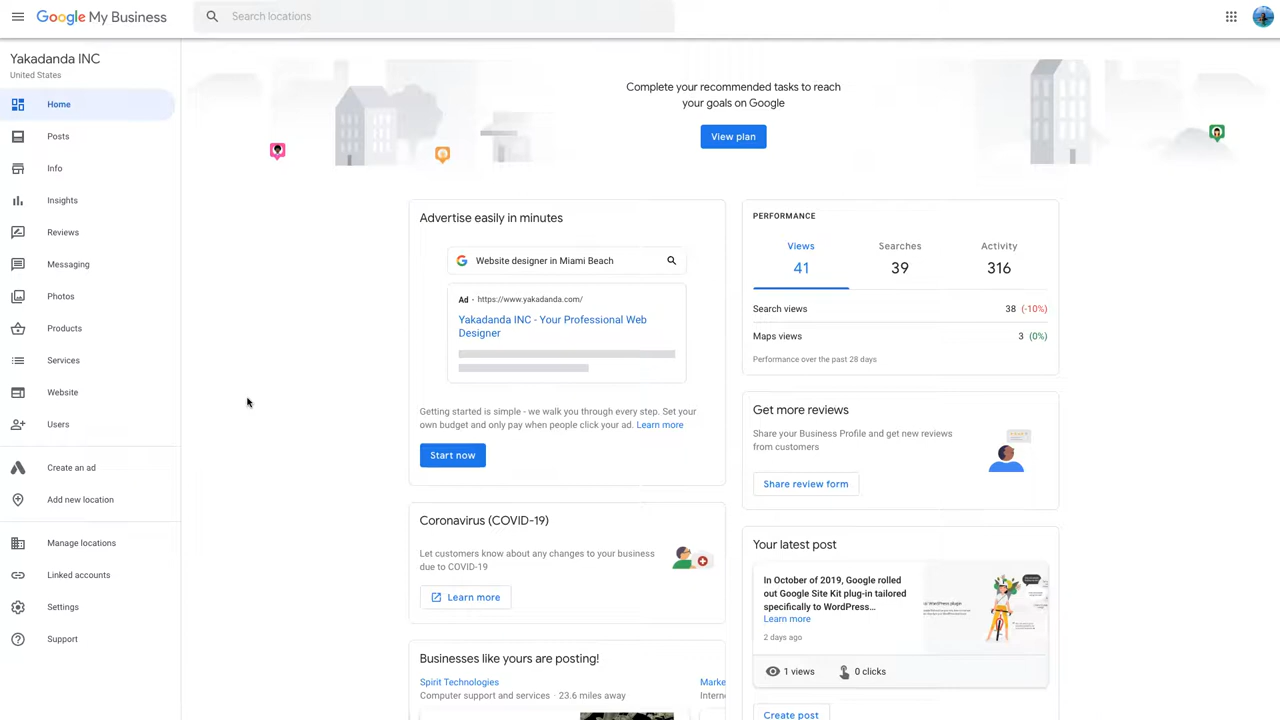 Google My Business
Search locations
Yakadanda INC
United States
Home
Posts
Info
Insights
Reviews
Messaging
Photos
Products
Services
Website
Users
Create an ad
Add new location
Manage locations
Linked accounts
Settings
Support
Complete your recommended tasks to reach
your goals on Google
View plan
Advertise easily in minutes
Website designer in Miami Beach
Ad - https://www.yakadanda.com/
Yakadanda INC - Your Professional Web
Designer
Getting started is simple - we walk you through every step. Set your
own budget and only pay when people click your ad. Learn more
Start now
Coronavirus (COVID-19)
Let customers know about any changes to your business
due to COVID-19
Learn more
Businesses like yours are posting!
Spirit Technologies
Computer support and services · 23.6 miles away
Marke
Intern
PERFORMANCE
Views
41
Searches
39
Activity
316
Search views 38 (-10%)
Maps views 3 (0%)
Performance over the past 28 days
Get more reviews
Share your Business Profile and get new reviews
from customers
Share review form
Your latest post
In October of 2019, Google rolled
out Google Site Kit plug-in tailored
specifically to WordPress...
Learn more
2 days ago
1 views 0 clicks
Create post